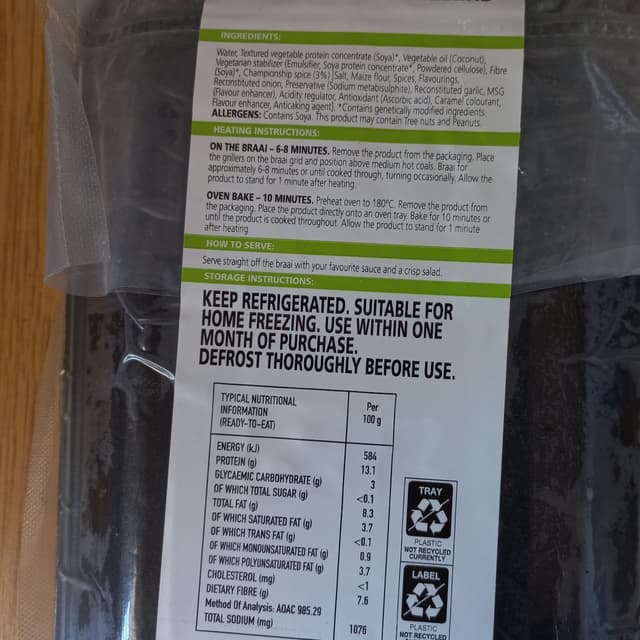 INGREDIENTS:
Water, Textured vegetable protein concentrate (Soya)*, Vegetable oil (Coconut),
Vegetarian stabilizer (Emulsifier, Soya protein concentrate*, Powdered cellulose), Fibre
(Soya)*, Championship spice (3%) [Salt, Maize flour, Spices, Flavourings,
Reconstituted onion, Preservative (Sodium metabisulphite), Reconstituted garlic, MSG
(Flavour enhancer), Acidity regulator, Antioxidant (Ascorbic acid), Caramel colourant,
Flavour enhancer, Anticaking agent]. *Contains genetically modified ingredients.
ALLERGENS: Contains Soya. This product may contain Tree nuts and Peanuts.
HEATING INSTRUCTIONS:
ON THE BRAAI – 6-8 MINUTES. Remove the product from the packaging. Place
the grillers on the braai grid and position above medium hot coals. Braai for
approximately 6-8 minutes or until cooked through, turning occasionally. Allow the
product to stand for 1 minute after heating.
OVEN BAKE – 10 MINUTES. Preheat oven to 180°C. Remove the product from
the packaging. Place the product directly onto an oven tray. Bake for 10 minutes or
until the product is cooked throughout. Allow the product to stand for 1 minute
after heating
HOW TO SERVE:
Serve straight off the braai with your favourite sauce and a crisp salad.
STORAGE INSTRUCTIONS:
KEEP REFRIGERATED. SUITABLE FOR
HOME FREEZING. USE WITHIN ONE
MONTH OF PURCHASE.
DEFROST THOROUGHLY BEFORE USE.
TYPICAL NUTRITIONAL
INFORMATION
(READY-TO-EAT)
Per
100 g
ENERGY (kJ) 584
PROTEIN (g) 13.1
GLYCAEMIC CARBOHYDRATE (g) 3
OF WHICH TOTAL SUGAR (g) <0.1
TOTAL FAT (g) 8.3
OF WHICH SATURATED FAT (g) 3.7
OF WHICH TRANS FAT (g) <0.1
OF WHICH MONOUNSATURATED FAT (g) 0.9
OF WHICH POLYUNSATURATED FAT (g) 3.7
CHOLESTEROL (mg) <1
DIETARY FIBRE (g) 7.6
Method Of Analysis: AOAC 985.29
TOTAL SODIUM (mg) 1076
TRAY
PLASTIC
NOT RECYCLED
CURRENTLY
LABEL
PLASTIC
NOT RECYCLED